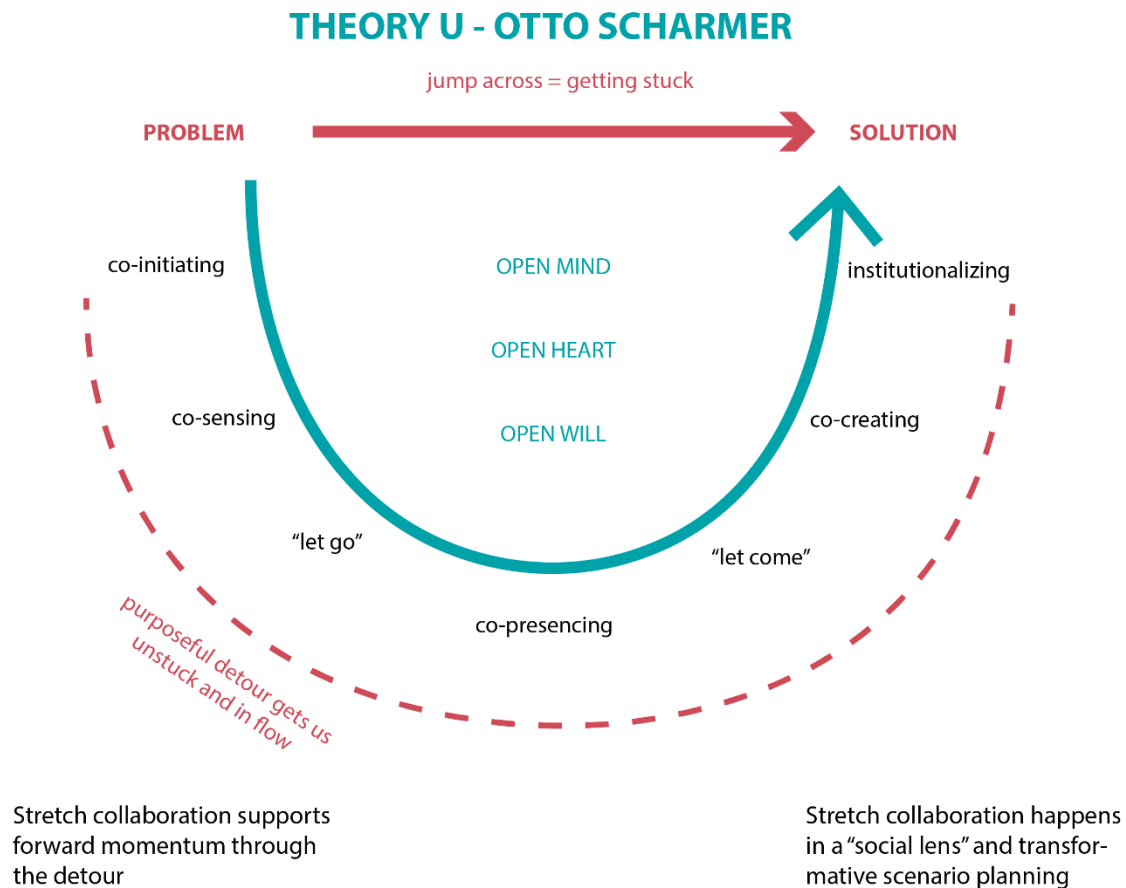 THEORY U - OTTO SCHARMER
jump across = getting stuck
PROBLEM
SOLUTION
co-initiating
OPEN MIND
institutionalizing
OPEN HEART
co-sensing
OPEN WILL
co-creating
“let go”
“let come”
co-presencing
purposeful detour gets us
unstuck and in flow
Stretch collaboration supports
forward momentum through
the detour
Stretch collaboration happens
in a “social lens” and transfor-
mative scenario planning